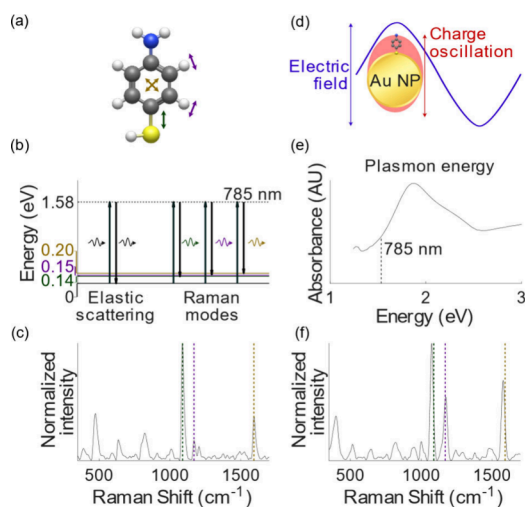 (a)
(b)
Energy (eV)
1.58
0.20
0.15
0.14
0
785 nm
Elastic
scattering
Raman
modes
(c)
Normalized
intensity
500
1000
1500
Raman Shift (cm⁻¹)
(d)
Electric
field
Au NP
Charge
oscillation
(e)
Plasmon energy
Absorbance (AU)
785 nm
1
2
3
Energy (eV)
(f)
Normalized
intensity
500
1000
1500
Raman Shift (cm⁻¹)